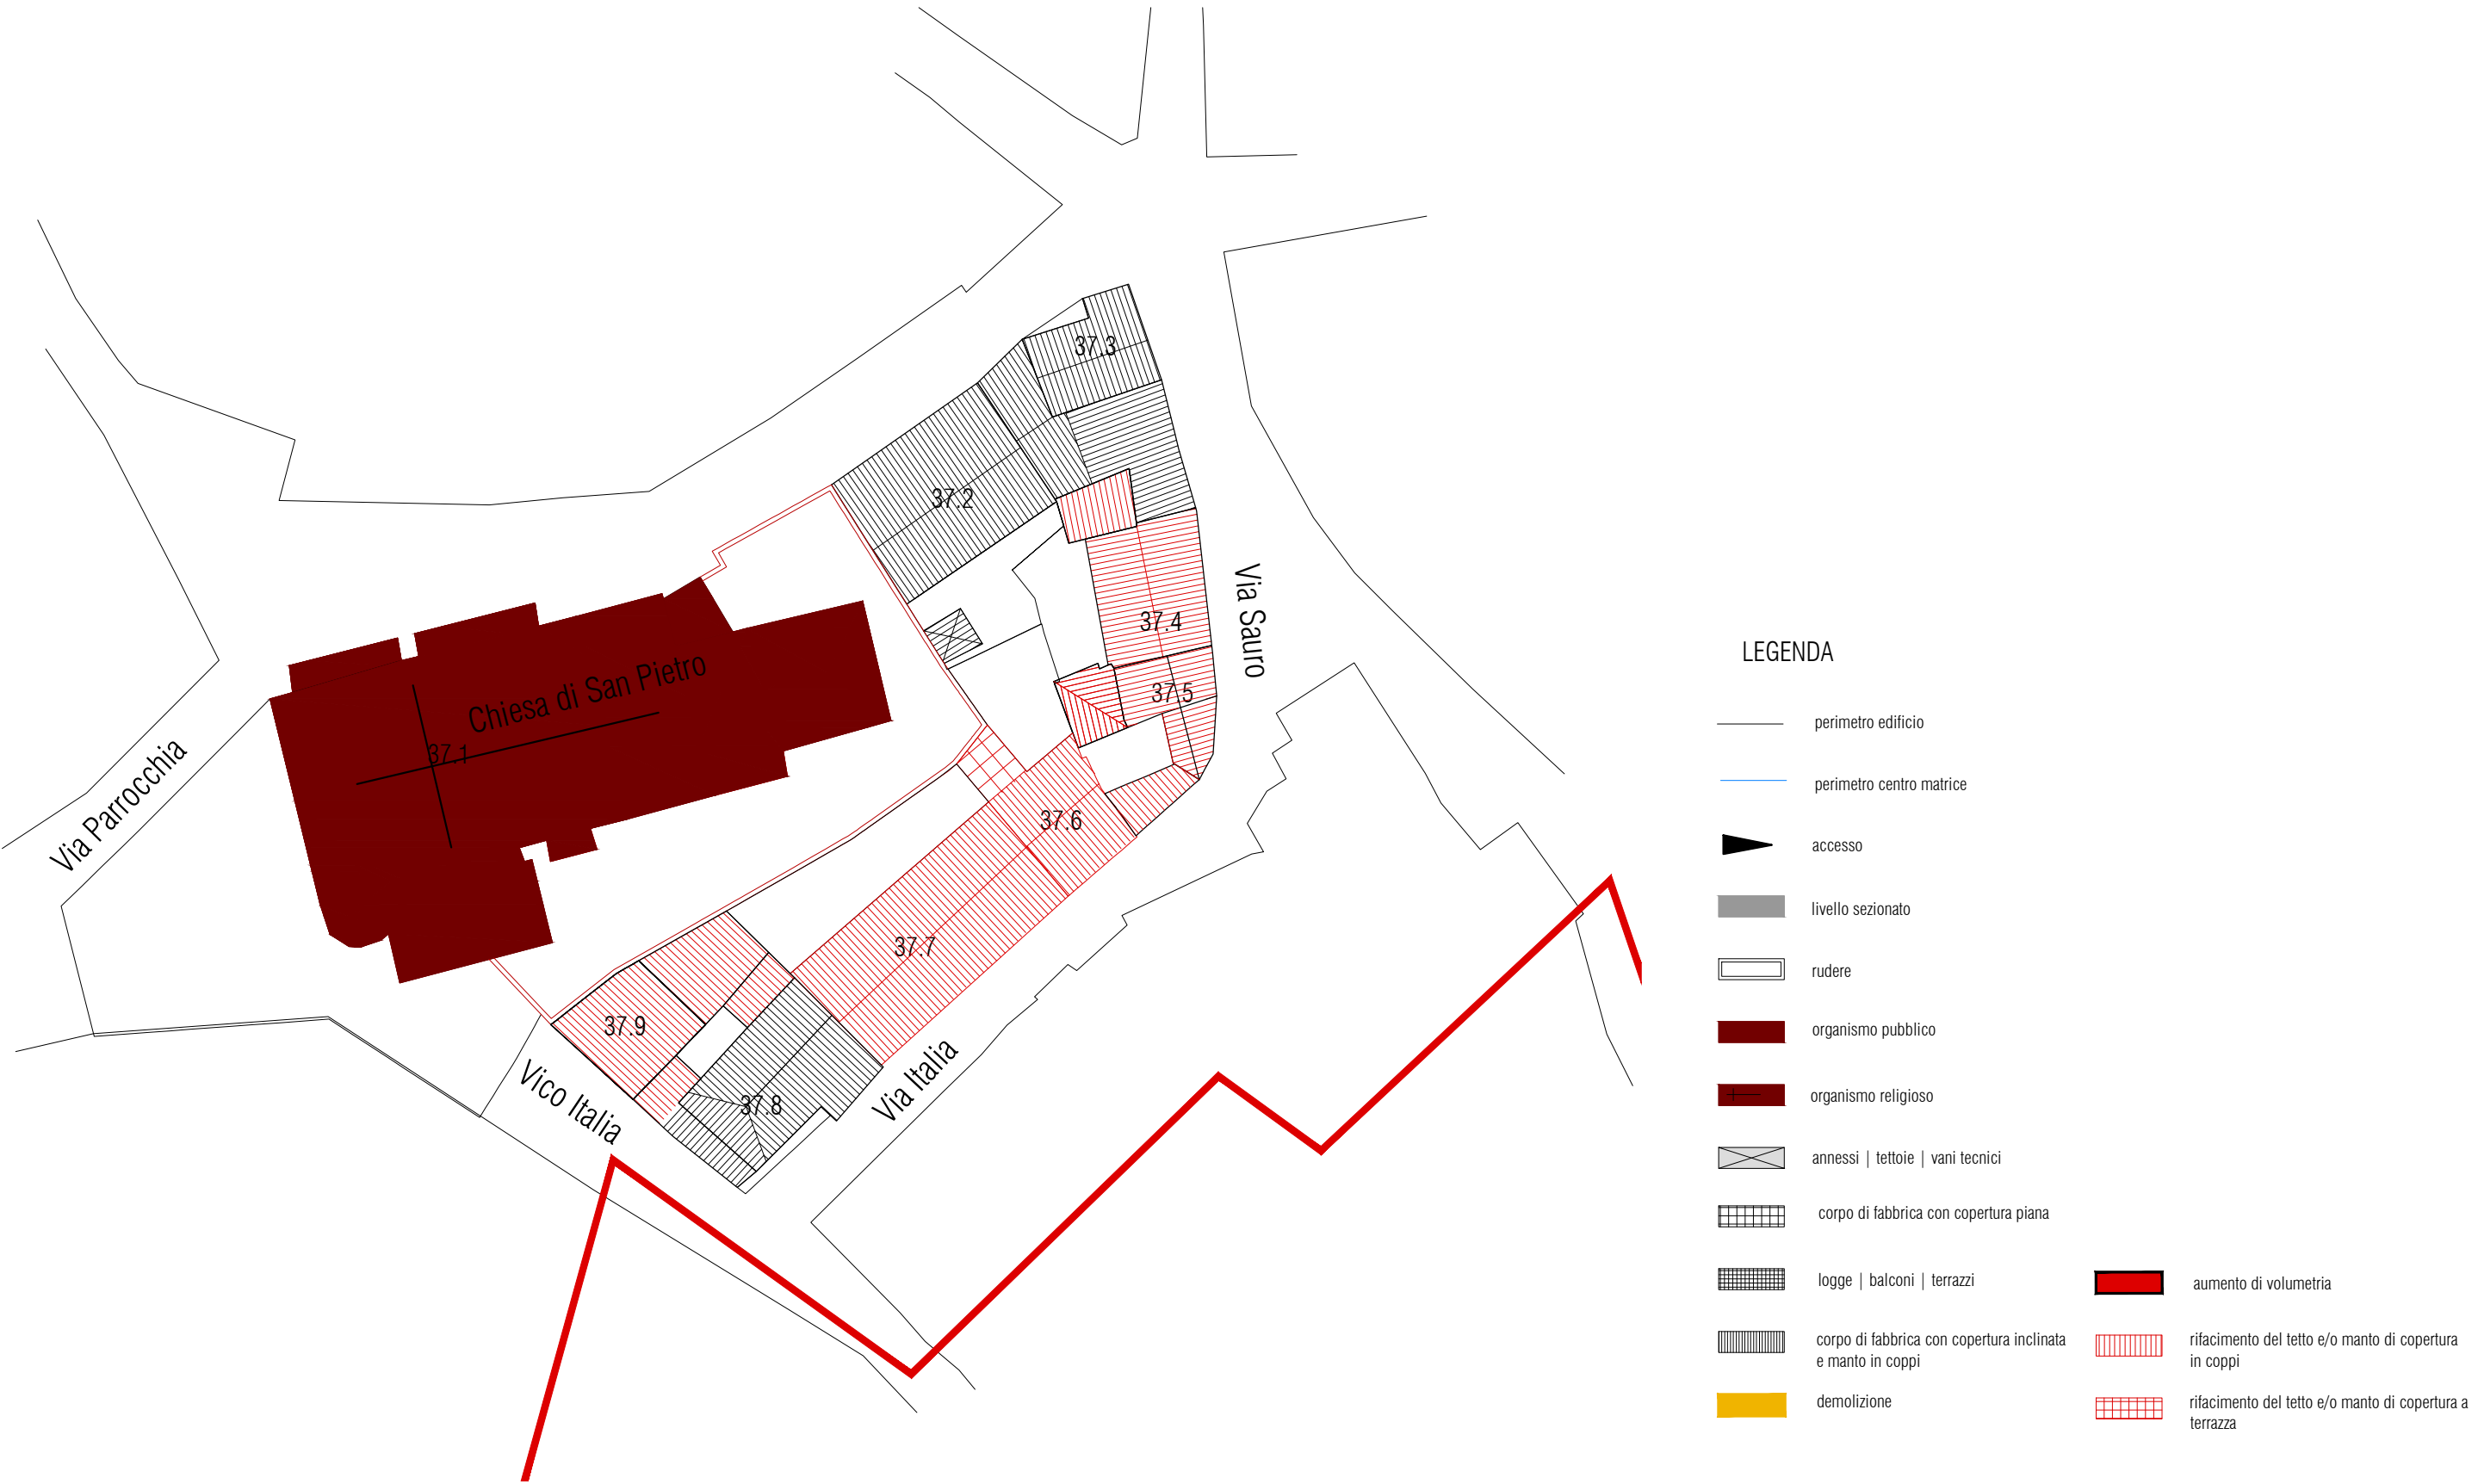 37.3
37.2
Via Sauro
37.4
Chiesa di San Pietro
37.5
37.1
Via Parrocchia
37.6
37.7
37.9
Vico Italia
Via Italia
37.8
LEGENDA
perimetro edificio
perimetro centro matrice
accesso
livello sezionato
rudere
organismo pubblico
organismo religioso
annessi | tettoie | vani tecnici
corpo di fabbrica con copertura piana
logge | balconi | terrazzi
corpo di fabbrica con copertura inclinata
e manto in coppi
demolizione
aumento di volumetria
rifacimento del tetto e/o manto di copertura
in coppi
rifacimento del tetto e/o manto di copertura a
terrazza